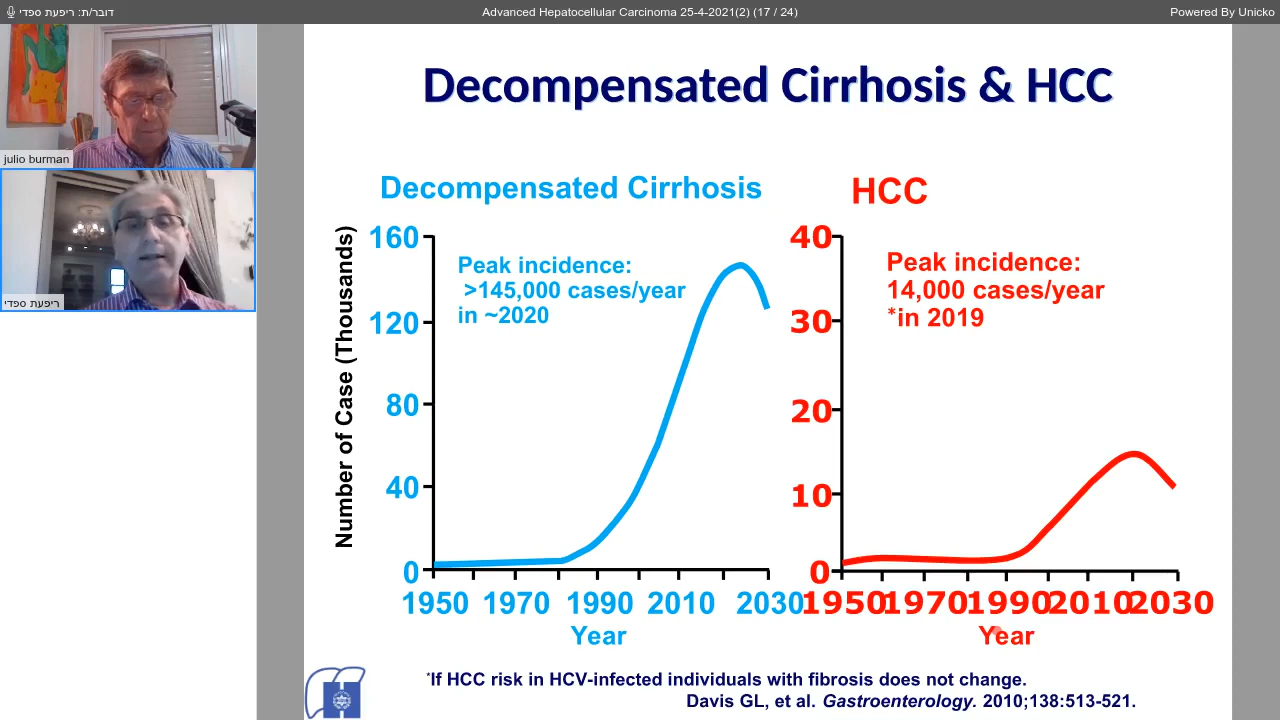 דובר/ת: ריפעת ספדי
Advanced Hepatocellular Carcinoma 25-4-2021(2) (17 / 24)
Powered By Unicko
julio burman
ריפעת ספדי
Decompensated Cirrhosis & HCC
Decompensated Cirrhosis
Number of Case (Thousands)
160
120
80
40
0
Peak incidence:
>145,000 cases/year
in ~2020
1950 1970 1990 2010 2030
Year
HCC
40
30
20
10
0
Peak incidence:
14,000 cases/year
*in 2019
1950 1970 1990 2010 2030
Year
*If HCC risk in HCV-infected individuals with fibrosis does not change.
Davis GL, et al. Gastroenterology. 2010;138:513-521.